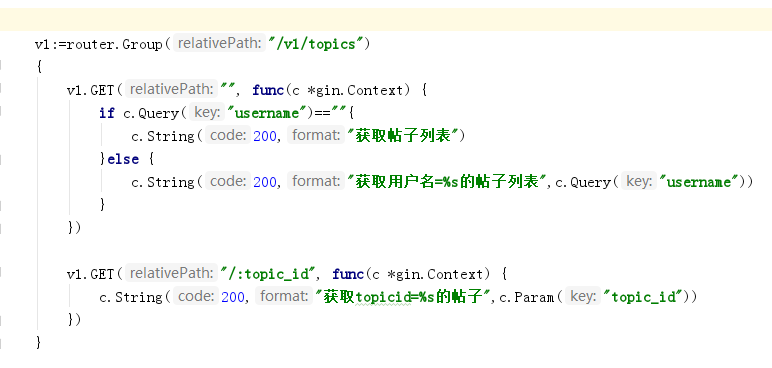 v1:=router.Group( relativePath: "/v1/topics")
{
v1.GET( relativePath: "", func(c *gin.Context) {
if c.Query( key: "username")==""{
c.String( code: 200, format: "获取帖子列表")
}else {
c.String( code: 200, format: "获取用户名=%s的帖子列表",c.Query( key: "username"))
}
})
v1.GET( relativePath: "/:topic_id", func(c *gin.Context) {
c.String( code: 200, format: "获取topicid=%s的帖子",c.Param( key: "topic_id"))
})
}